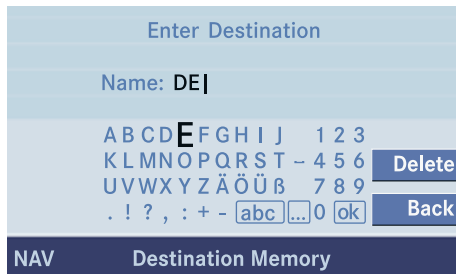 Enter Destination
Name: DE
A B C D E F G H I J 1 2 3
K L M N O P Q R S T – 4 5 6 Delete
U V W X Y Z Ä Ö Ü ß 7 8 9
. ! ? , : + - abc ... 0 ok Back
NAV Destination Memory